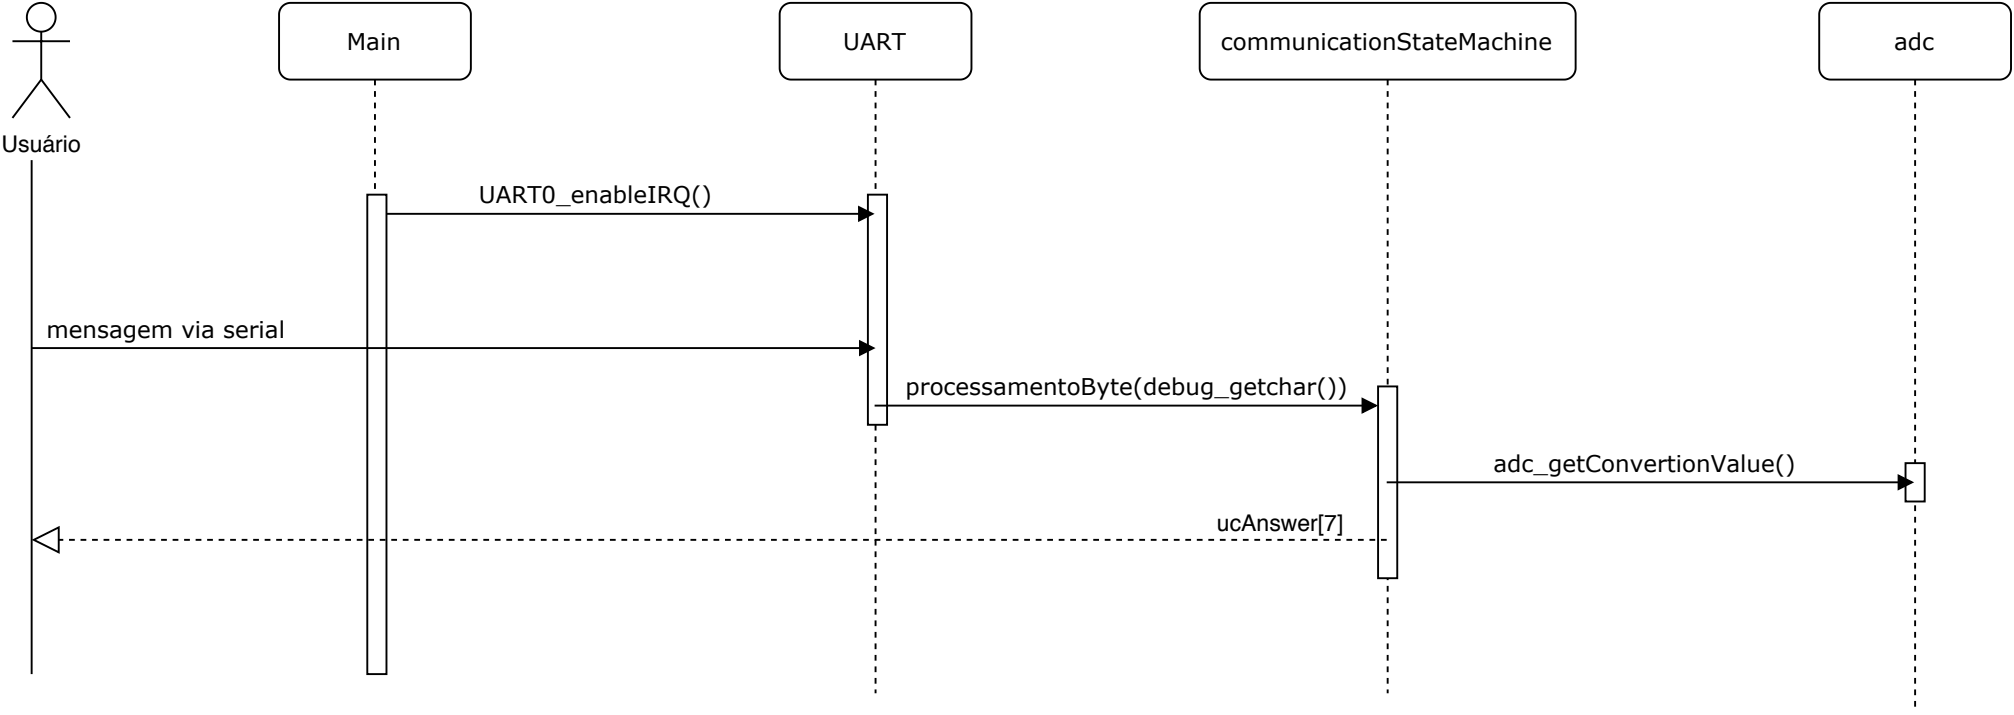 Main
UART
communicationStateMachine
adc
Usuário
UART0_enableIRQ()
mensagem via serial
processamentoByte(debug_getchar())
adc_getConvertionValue()
ucAnswer[7]